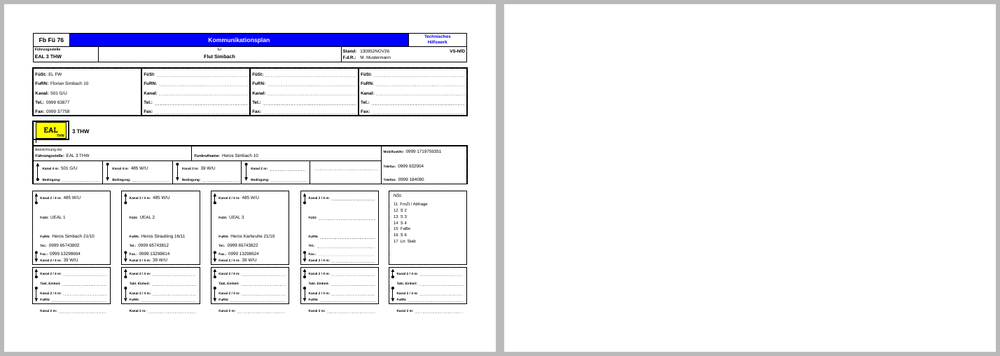 Fb Fü 76
Kommunikationsplan
Technisches
Hilfswerk
Führungsstelle
EAL 3 THW
für
Flut Simbach
Stand: 190952NOV26
VS-NfD
F.d.R.: M. Mustermann
FüSt: EL FW
FuRN: Florian Simbach 10
Kanal: 501 G/U
Tel.: 0999 63877
Fax: 0999 37758
FüSt:
FuRN:
Kanal:
Tel.:
Fax:
FüSt:
FuRN:
Kanal:
Tel.:
Fax:
FüSt:
FuRN:
Kanal:
Tel.:
Fax:
EAL
THW
3 THW
Bezeichnung der
Führungsstelle: EAL 3 THW
Funkrufname: Heros Simbach 10
Mobilfunk: 0999 1719755351
Telefon: 0999 932904
Telefax: 0999 184080
Kanal 4 m: 501 G/U
Bedingung:
Kanal 4 m: 485 W/U
Kanal 2 m: 39 W/U
Bedingung:
Kanal 2 / 4 m: 485 W/U
FüSt: UEAL 1
FuRN: Heros Simbach 21/10
Tel.: 0999 65743802
Fax.: 0999 13298604
Kanal 2 / 4 m: 39 W/U
Kanal 2 / 4 m: 485 W/U
FüSt: UEAL 2
FuRN: Heros Straubing 16/11
Tel.: 0999 65743812
Fax.: 0999 13298614
Kanal 2 / 4 m: 39 W/U
Kanal 2 / 4 m: 485 W/U
FüSt: UEAL 3
FuRN: Heros Karlsruhe 21/10
Tel.: 0999 65743822
Fax.: 0999 13298624
Kanal 2 / 4 m: 39 W/U
Kanal 2 / 4 m:
FüSt:
FuRN:
Tel.:
Fax.:
Kanal 2 / 4 m:
NSt:
11 FmZt / Abfrage
12 S 2
13 S 3
14 S 4
15 FaBe
16 S 6
17 Ltr. Stab
Kanal 2 / 4 m:
Takt. Einheit:
Kanal 2 / 4 m:
FuRN:
Kanal 2 m:
Kanal 2 / 4 m:
Takt. Einheit:
Kanal 2 / 4 m:
FuRN:
Kanal 2 m:
Kanal 2 / 4 m:
Takt. Einheit:
Kanal 2 / 4 m:
FuRN:
Kanal 2 m:
Kanal 2 / 4 m:
Takt. Einheit:
Kanal 2 / 4 m:
FuRN:
Kanal 2 m:
Kanal 2 / 4 m:
Takt. Einheit:
Kanal 2 / 4 m:
FuRN:
Kanal 2 m: